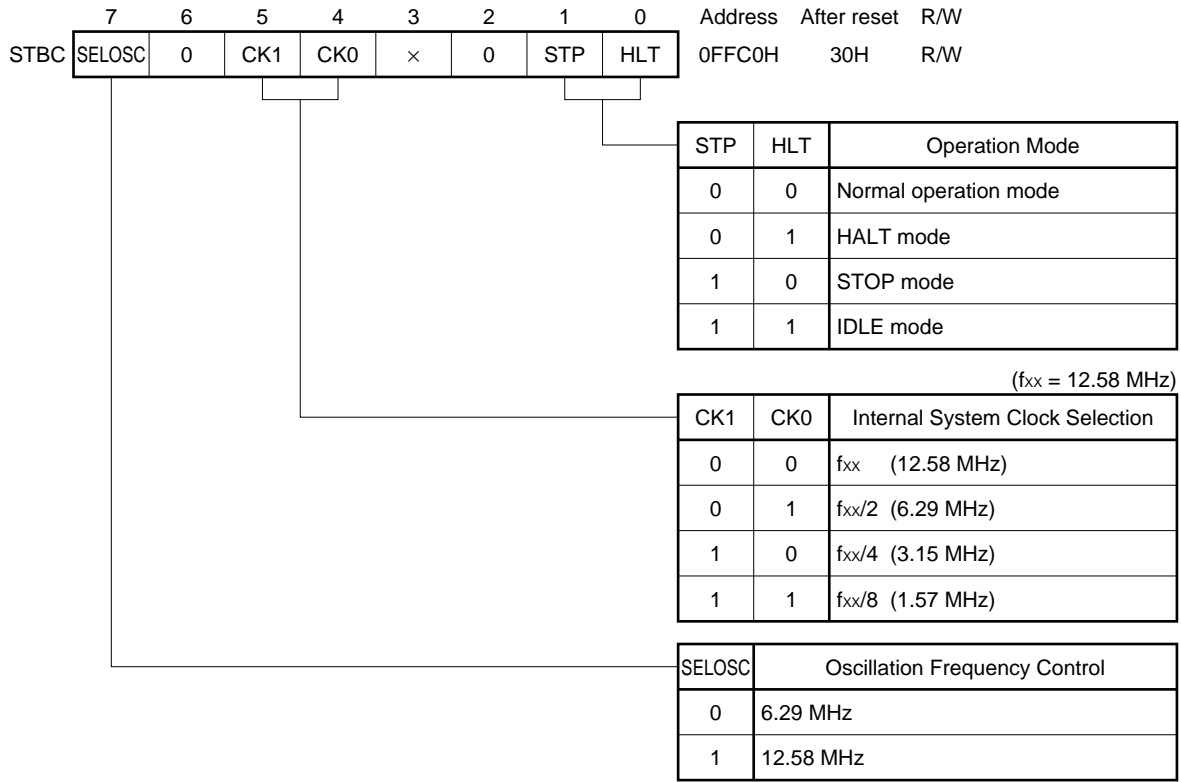 7 6 5 4 3 2 1 0 Address After reset R/W
STBC SELOSC 0 CK1 CK0 × 0 STP HLT 0FFC0H 30H R/W
STP HLT Operation Mode
0 0 Normal operation mode
0 1 HALT mode
1 0 STOP mode
1 1 IDLE mode
(fxx = 12.58 MHz)
CK1 CK0 Internal System Clock Selection
0 0 fxx (12.58 MHz)
0 1 fxx/2 (6.29 MHz)
1 0 fxx/4 (3.15 MHz)
1 1 fxx/8 (1.57 MHz)
SELOSC Oscillation Frequency Control
0 6.29 MHz
1 12.58 MHz